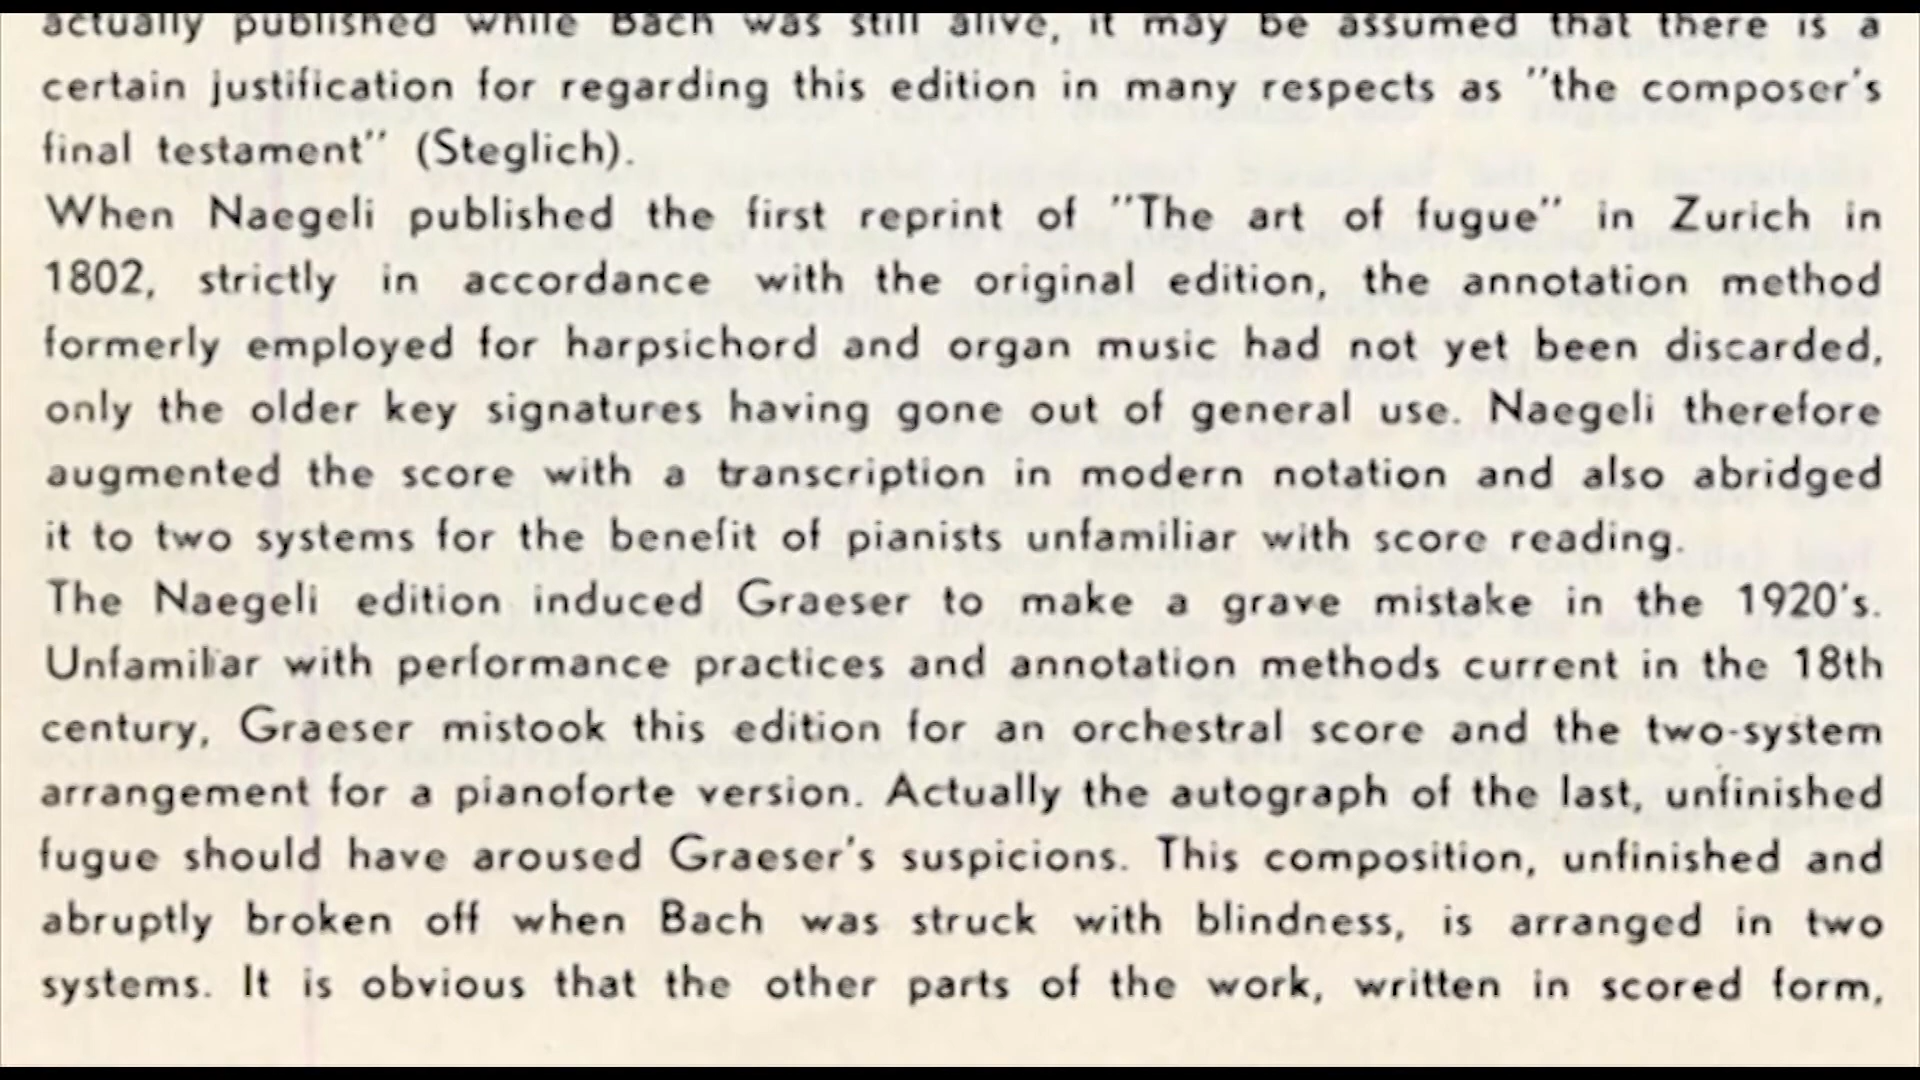 actually published while Bach was still alive, it may be assumed that there is a
certain justification for regarding this edition in many respects as "the composer's
final testament" (Steglich).
When Naegeli published the first reprint of "The art of fugue" in Zurich in
1802, strictly in accordance with the original edition, the annotation method
formerly employed for harpsichord and organ music had not yet been discarded,
only the older key signatures having gone out of general use. Naegeli therefore
augmented the score with a transcription in modern notation and also abridged
it to two systems for the benefit of pianists unfamiliar with score reading.
The Naegeli edition induced Graeser to make a grave mistake in the 1920's.
Unfamiliar with performance practices and annotation methods current in the 18th
century, Graeser mistook this edition for an orchestral score and the two-system
arrangement for a pianoforte version. Actually the autograph of the last, unfinished
fugue should have aroused Graeser's suspicions. This composition, unfinished and
abruptly broken off when Bach was struck with blindness, is arranged in two
systems. It is obvious that the other parts of the work, written in scored form,